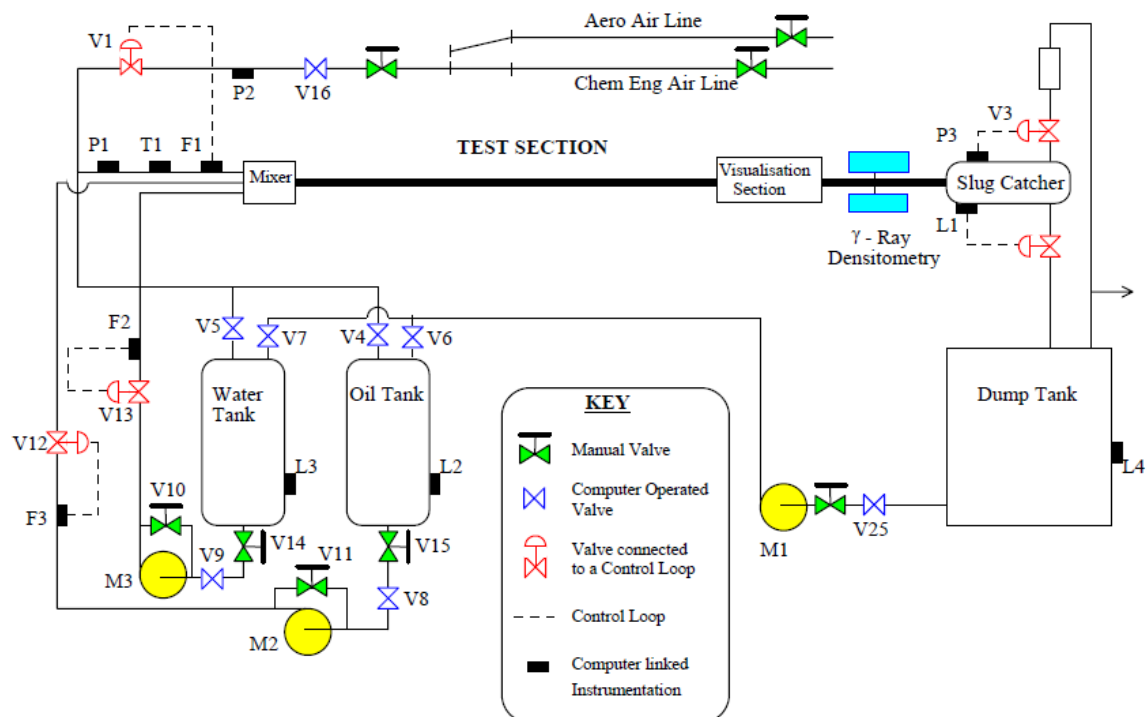 Aero Air Line
V1
P2
V16
Chem Eng Air Line
P1
T1
F1
Mixer
TEST SECTION
Visualisation
Section
γ - Ray
Densitometry
P3
V3
Slug Catcher
L1
F2
V13
V12
F3
V5
V7
V4
V6
Water
Tank
Oil Tank
L3
L2
V10
V9
V14
M3
V11
V15
V8
M2
KEY
Manual Valve
Computer Operated
Valve
Valve connected
to a Control Loop
Control Loop
Computer linked
Instrumentation
M1
V25
Dump Tank
L4